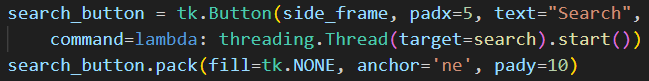 search_button = tk.Button(side_frame, padx=5, text="Search",
    command=lambda: threading.Thread(target=search).start())
search_button.pack(fill=tk.NONE, anchor='ne', pady=10)